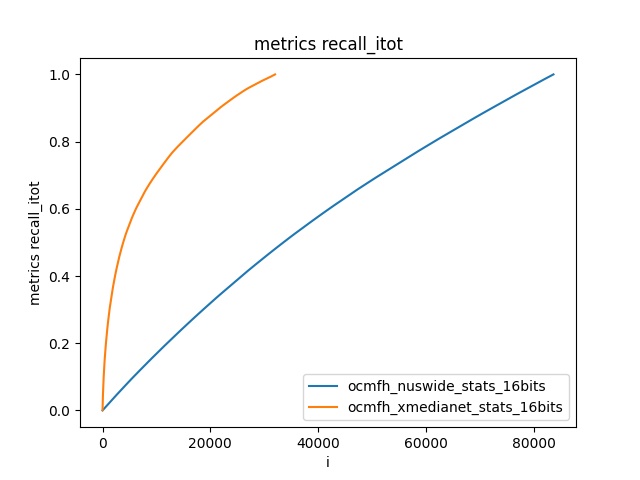 metrics recall_itot
1.0
0.8
0.6
0.4
0.2
0.0
metrics recall_itot
ocmfh_nuswide_stats_16bits
ocmfh_xmedianet_stats_16bits
0 20000 40000 60000 80000
i